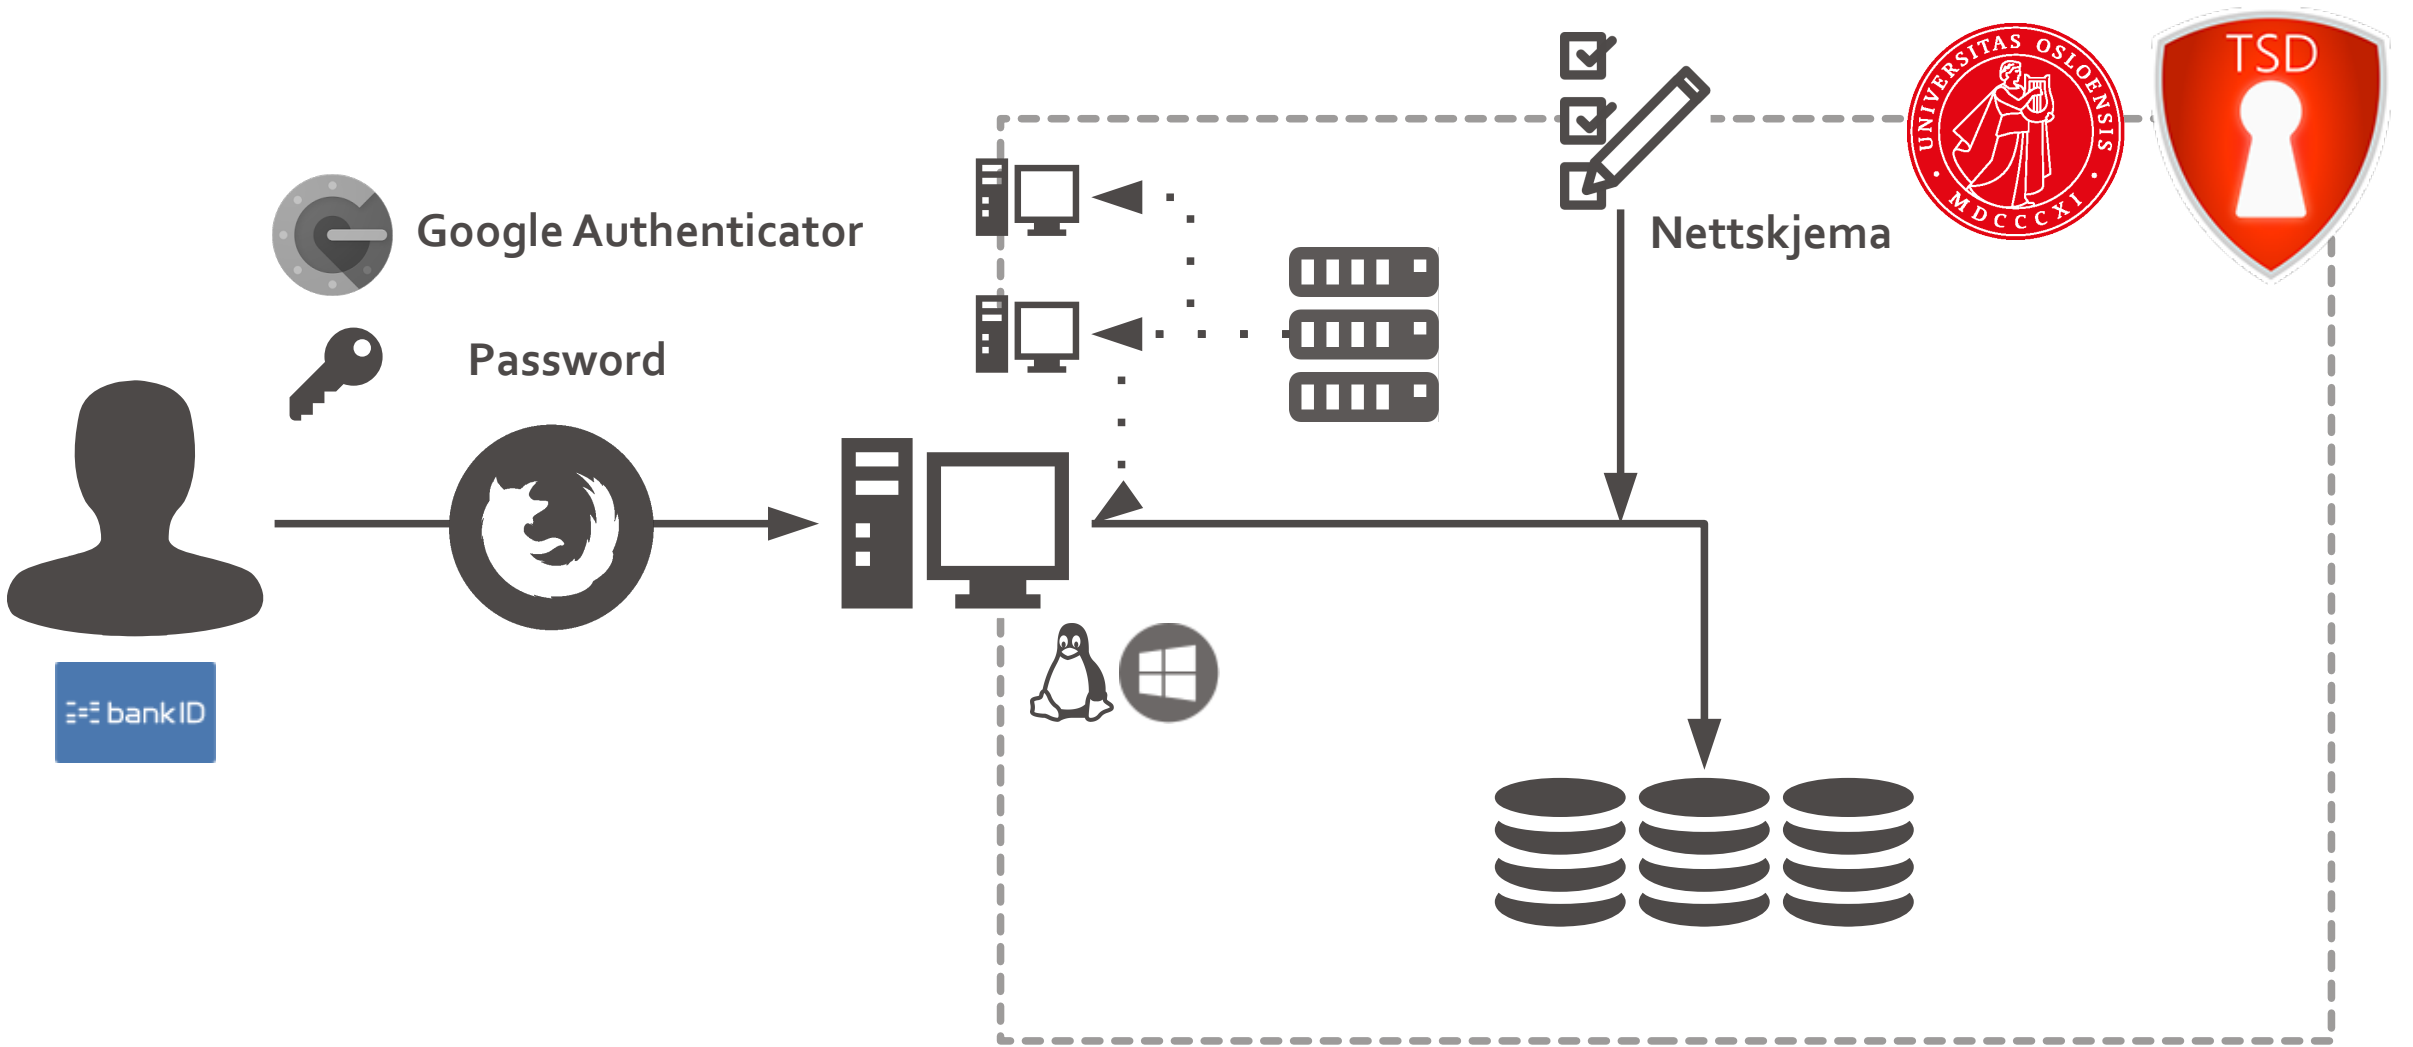 UNIVERSITAS OSLOENSIS
MDCCCXI
TSD
Google Authenticator
Nettskjema
Password
bankID